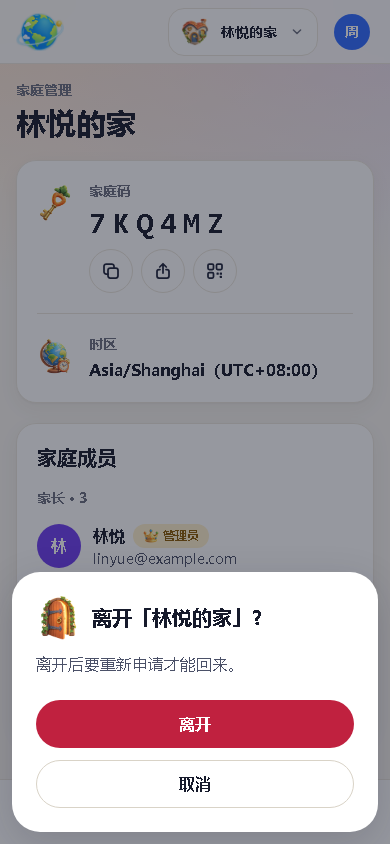 林悦的家
周
家庭管理
林悦的家
家庭码
7KQ4MZ
时区
Asia/Shanghai（UTC+08:00）
家庭成员
家长 • 3
林
林悦 管理员
linyue@example.com
离开「林悦的家」？
离开后要重新申请才能回来。
离开
取消